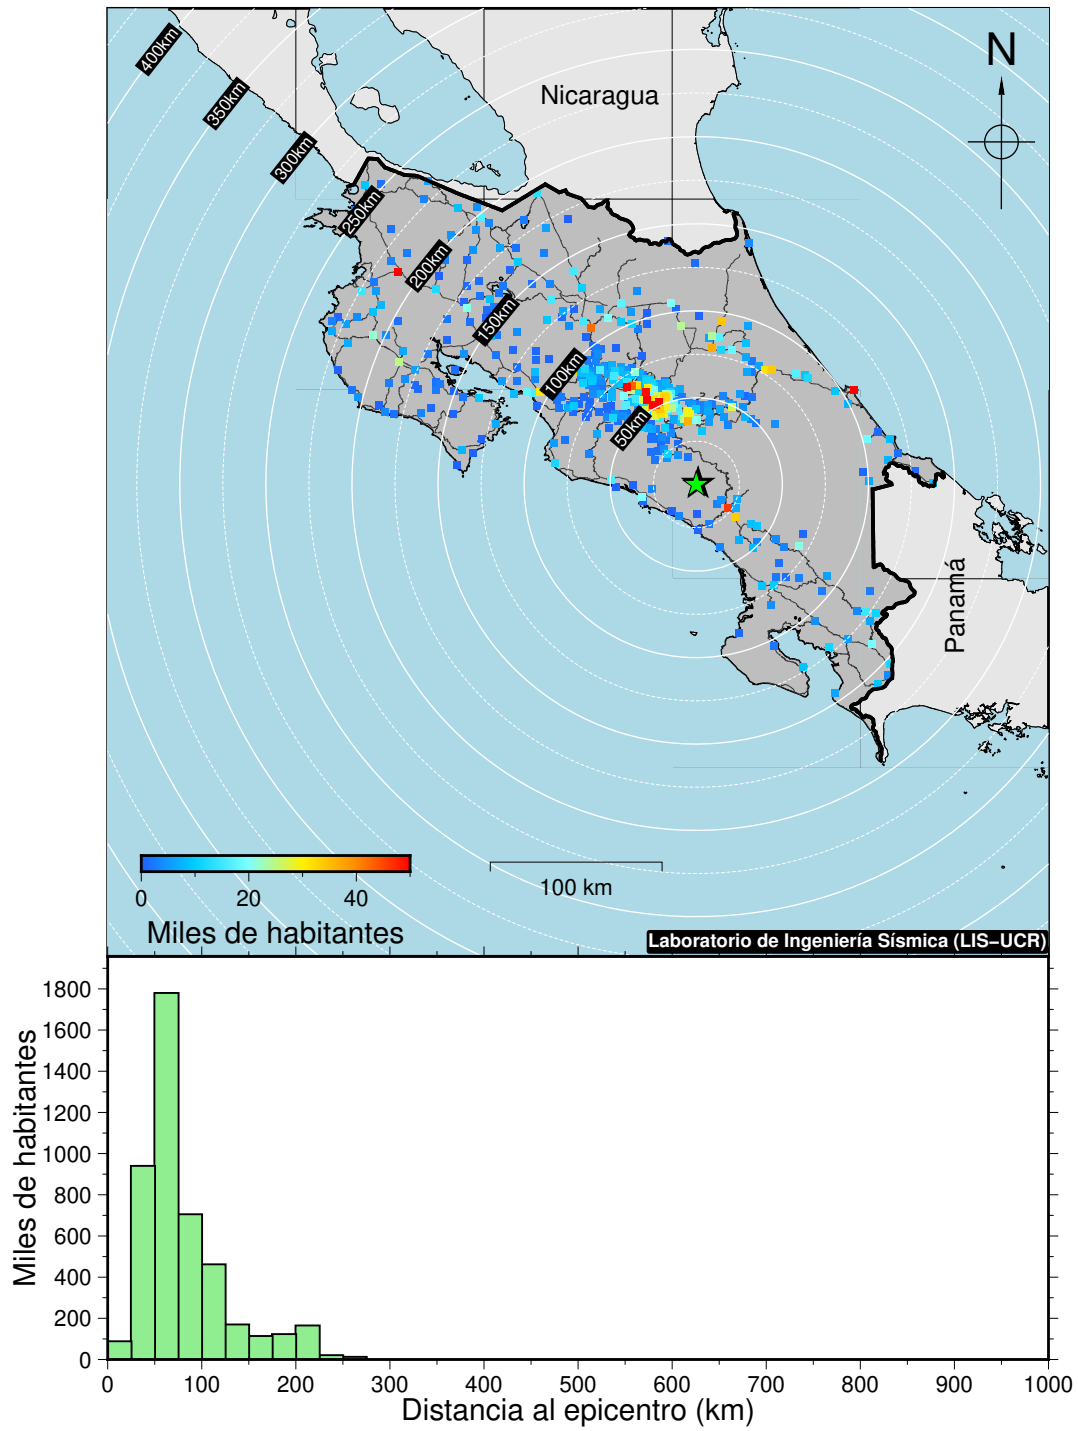 400km
350km
300km
250km
200km
150km
100km
50km
Nicaragua
N
Panamá
0
20
40
Miles de habitantes
100 km
Laboratorio de Ingeniería Sísmica (LIS−UCR)
Miles de habitantes
1800
1600
1400
1200
1000
800
600
400
200
0
0 100 200 300 400 500 600 700 800 900 1000
Distancia al epicentro (km)